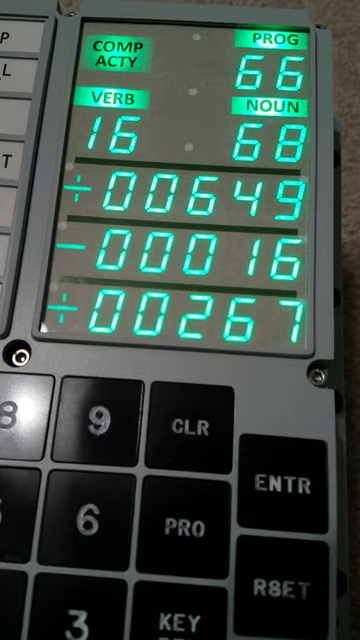 P
PROG
COMP
ACTY
66
L
VERB
NOUN
16
68
T
+00649
-00016
+00267
8
9
CLR
ENTR
6
PRO
RSET
3
KEY